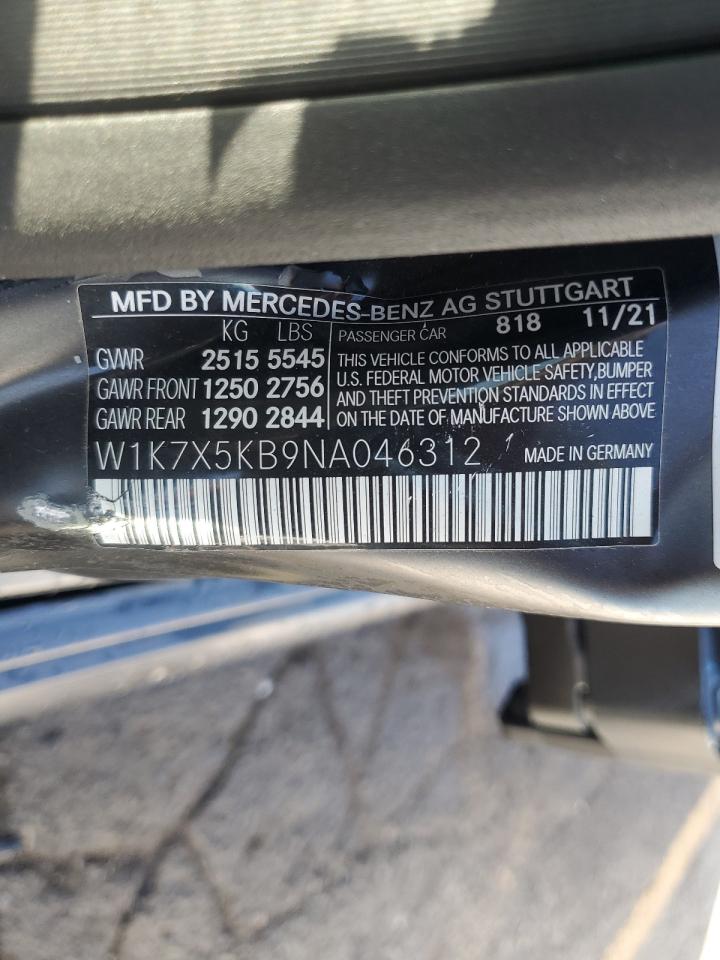 MFD BY MERCEDES-BENZ AG STUTTGART
KG LBS PASSENGER CAR 818 11/21
GVWR 2515 5545
GAWR FRONT 1250 2756
GAWR REAR 1290 2844
THIS VEHICLE CONFORMS TO ALL APPLICABLE
U.S. FEDERAL MOTOR VEHICLE SAFETY,BUMPER
AND THEFT PREVENTION STANDARDS IN EFFECT
ON THE DATE OF MANUFACTURE SHOWN ABOVE
W1K7X5KB9NA046312 MADE IN GERMANY